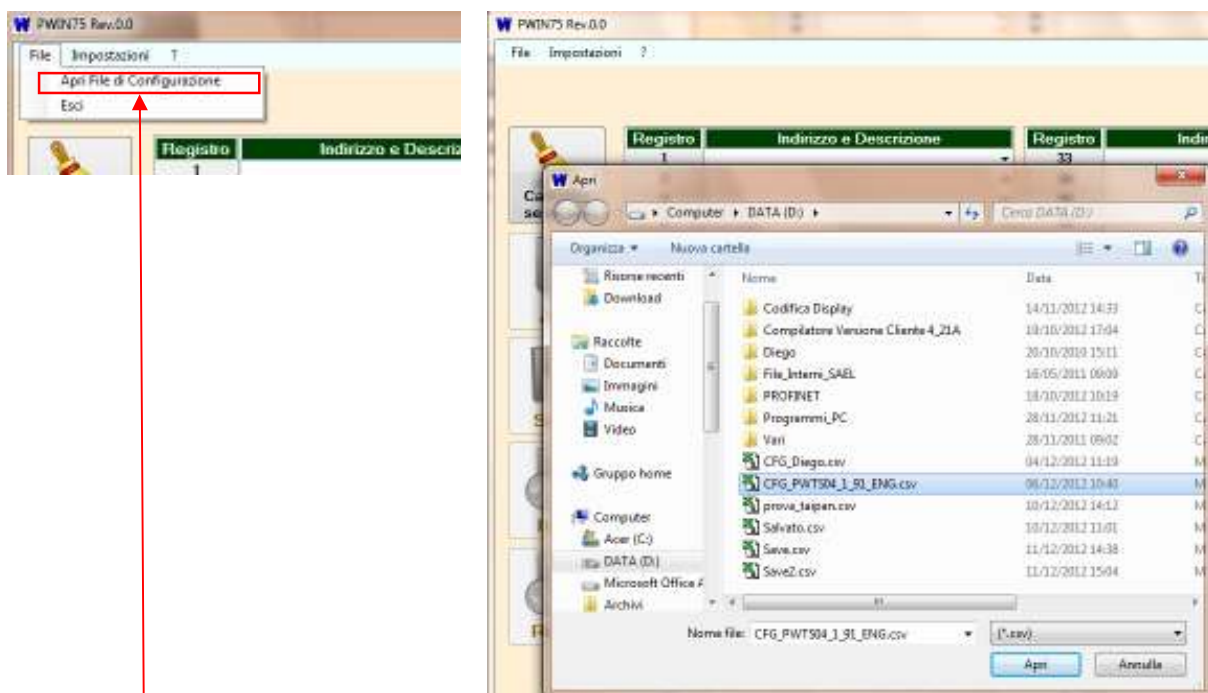 PWIN75 Rev.0.0
File Impostazioni ?
Apri File di Configurazione
Esci
Registro Indirizzo e Descriz
1
PWIN75 Rev.0.0
File Impostazioni ?
Registro Indirizzo e Descrizione Registro Indir
1 33
Apri
Computer DATA (D:)
Cerca DATA (D:)
Organizza Nuova cartella
Nome Data
Risorse recenti
Download
Raccolte
Documenti
Immagini
Musica
Video
Gruppo home
Computer
Acer (C:)
DATA (D:)
Microsoft Office
Archivi
Codifica Display 14/11/2012 14:33
Compilatore Versione Cliente 4_21A 19/10/2012 17:04
Diego 20/10/2010 15:11
File_Interni_SAEL 16/05/2011 09:09
PROFINET 18/10/2012 10:19
Programmi_PC 28/11/2012 11:21
Vari 28/11/2011 09:02
CFG_Diego.csv 04/12/2012 11:19
CFG_PWTS04_1_91_ENG.csv 06/12/2012 10:40
prova_taipan.csv 10/12/2012 14:12
Salvato.csv 10/12/2012 11:01
Save.csv 11/12/2012 14:38
Save2.csv 11/12/2012 15:04
Nome file: CFG_PWTS04_1_91_ENG.csv (*.csv)
Apri Annulla